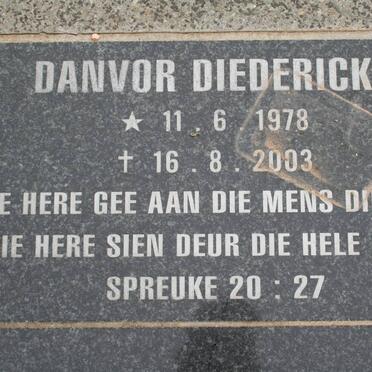 DANVOR DIEDERICK
★ 11 . 6 1978
† 16 . 8 . 2003
E HERE GEE AAN DIE MENS DI
IE HERE SIEN DEUR DIE HELE
SPREUKE 20 : 27